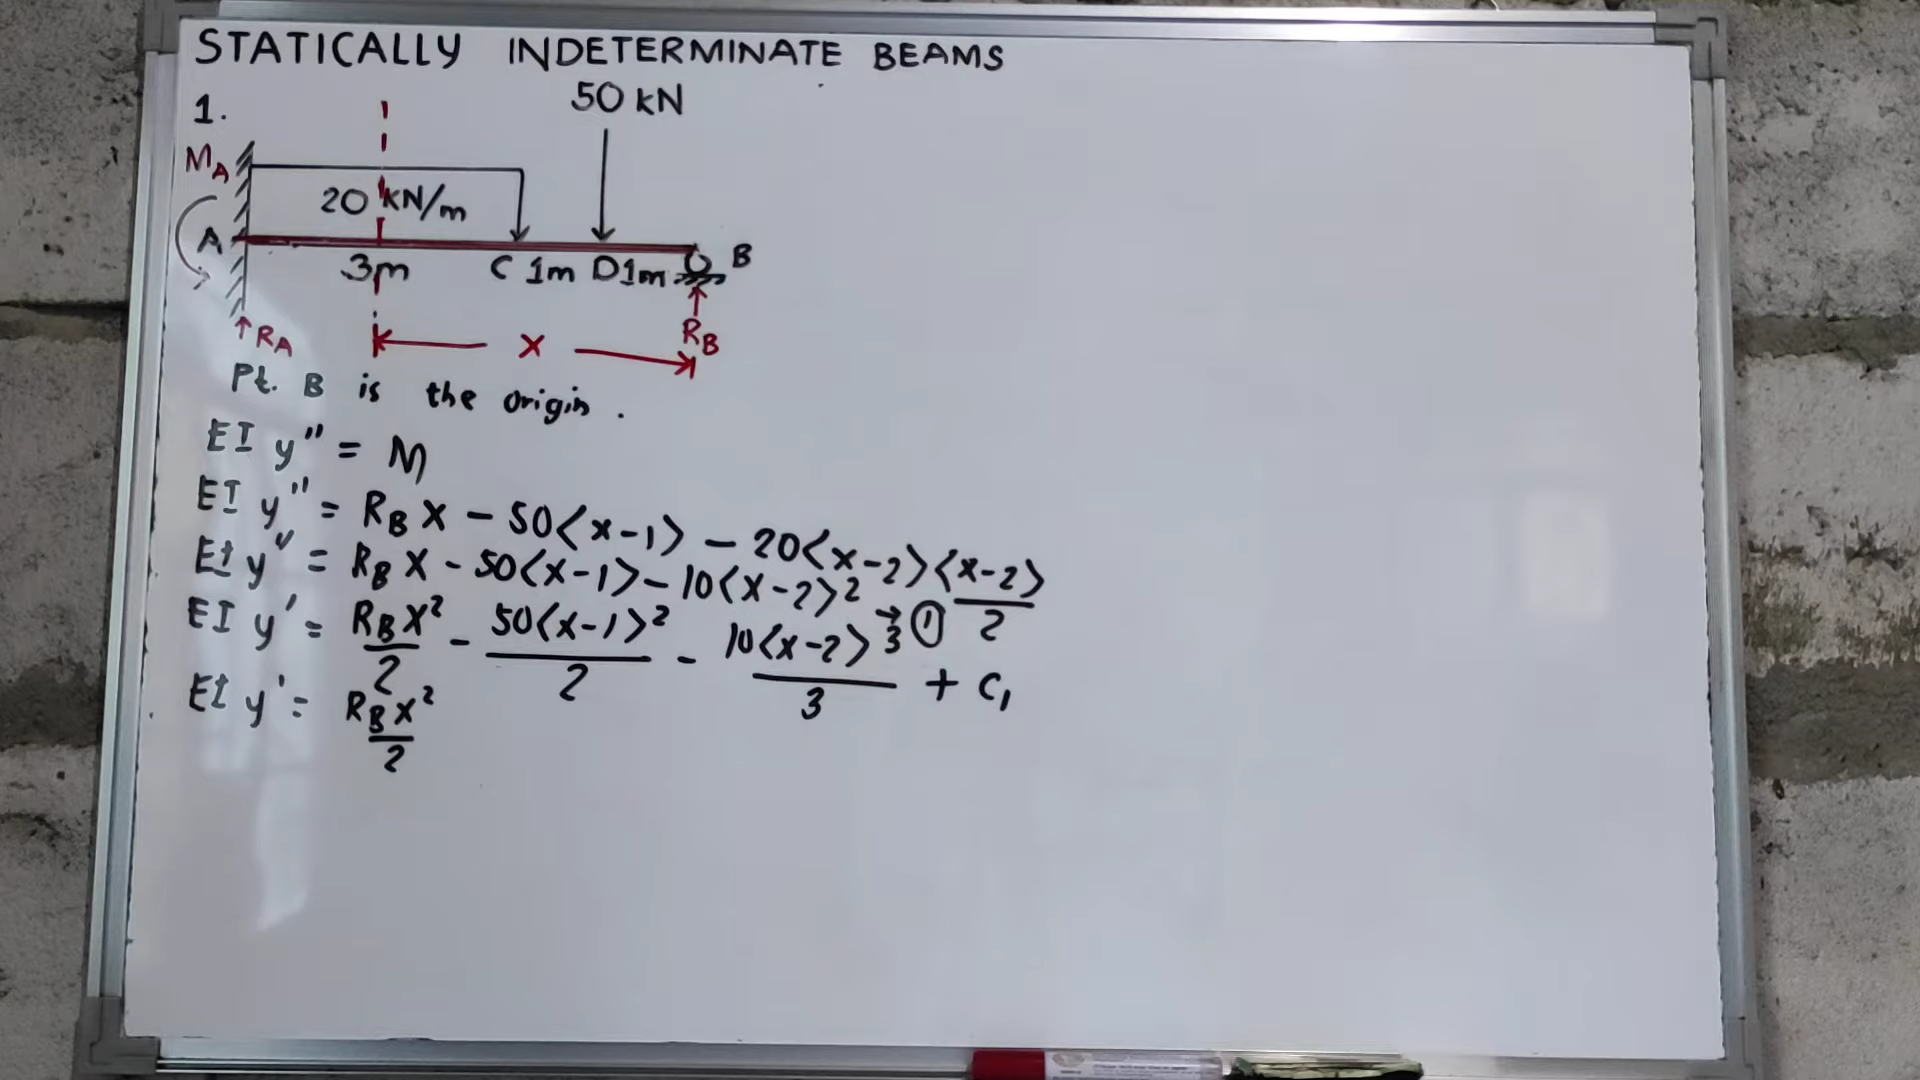 STATICALLY INDETERMINATE BEAMS
1.
50 kN
MA
20 kN/m
A
3m C 1m D 1m B
RA
x
RB
Pt. B is the origin.
EI y" = M
EI y" = RB x - 50<x-1> - 20<x-2><x-2>/2
EI y" = RB x - 50<x-1> - 10<x-2>² → ①
EI y' = RB x²/2 - 50<x-1>²/2 - 10<x-2>³/3 + C₁
EI y' = RB x²/2